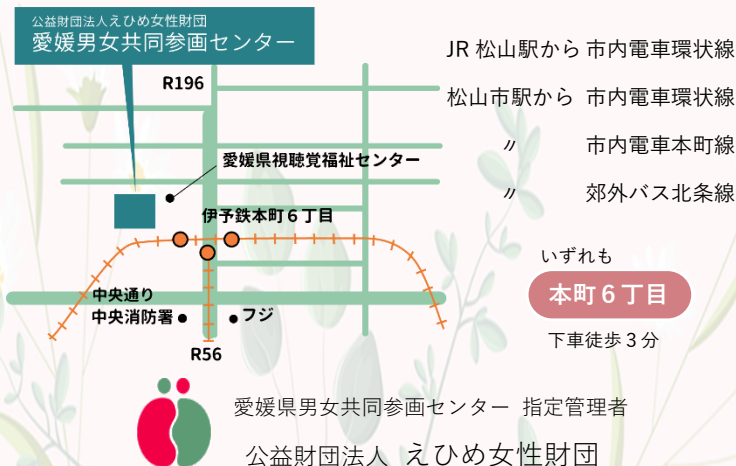 公益財団法人えひめ女性財団
愛媛男女共同参画センター
R196
愛媛県視聴覚福祉センター
伊予鉄本町６丁目
中央通り
中央消防署
フジ
R56
JR 松山駅から 市内電車環状線
松山市駅から 市内電車環状線
〃 市内電車本町線
〃 郊外バス北条線
いずれも
本町６丁目
下車徒歩３分
愛媛県男女共同参画センター 指定管理者
公益財団法人 えひめ女性財団